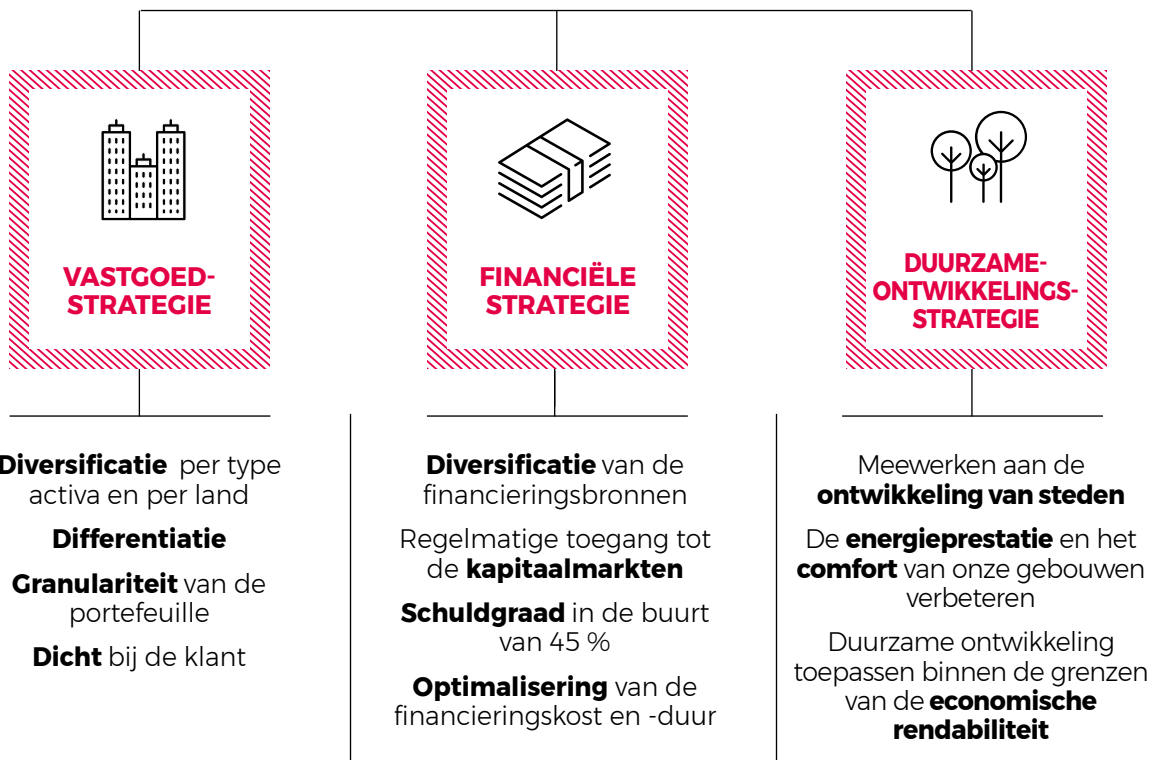 VASTGOED-
STRATEGIE
Diversificatie per type
activa en per land
Differentiatie
Granulariteit van de
portefeuille
Dicht bij de klant
FINANCIËLE
STRATEGIE
Diversificatie van de
financieringsbronnen
Regelmatige toegang tot
de kapitaalmarkten
Schuldgraad in de buurt
van 45 %
Optimalisering van de
financieringskost en -duur
DUURZAME-
ONTWIKKELINGS-
STRATEGIE
Meewerken aan de
ontwikkeling van steden
De energieprestatie en het
comfort van onze gebouwen
verbeteren
Duurzame ontwikkeling
toepassen binnen de grenzen
van de economische
rendabiliteit